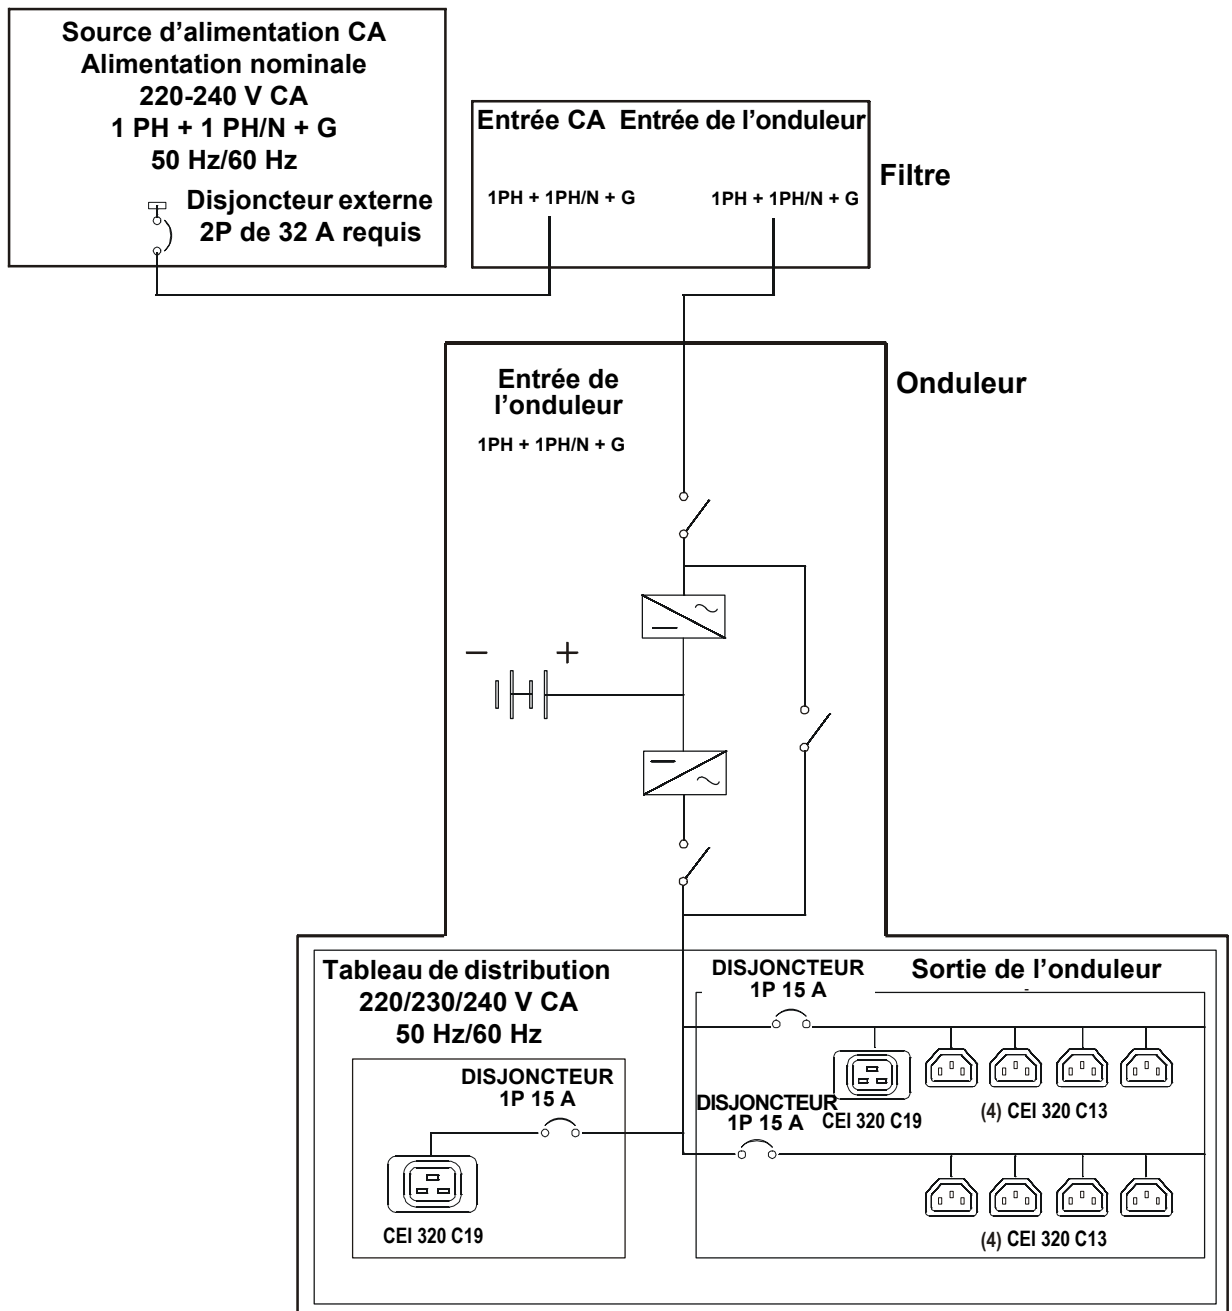 Source d’alimentation CA
Alimentation nominale
220-240 V CA
1 PH + 1 PH/N + G
50 Hz/60 Hz
Disjoncteur externe
2P de 32 A requis
Entrée CA Entrée de l’onduleur
1PH + 1PH/N + G 1PH + 1PH/N + G
Filtre
Entrée de
l’onduleur
1PH + 1PH/N + G
Onduleur
− +
Tableau de distribution
220/230/240 V CA
50 Hz/60 Hz
DISJONCTEUR
1P 15 A
CEI 320 C19
DISJONCTEUR
1P 15 A
Sortie de l’onduleur
CEI 320 C19
(4) CEI 320 C13
DISJONCTEUR
1P 15 A
(4) CEI 320 C13